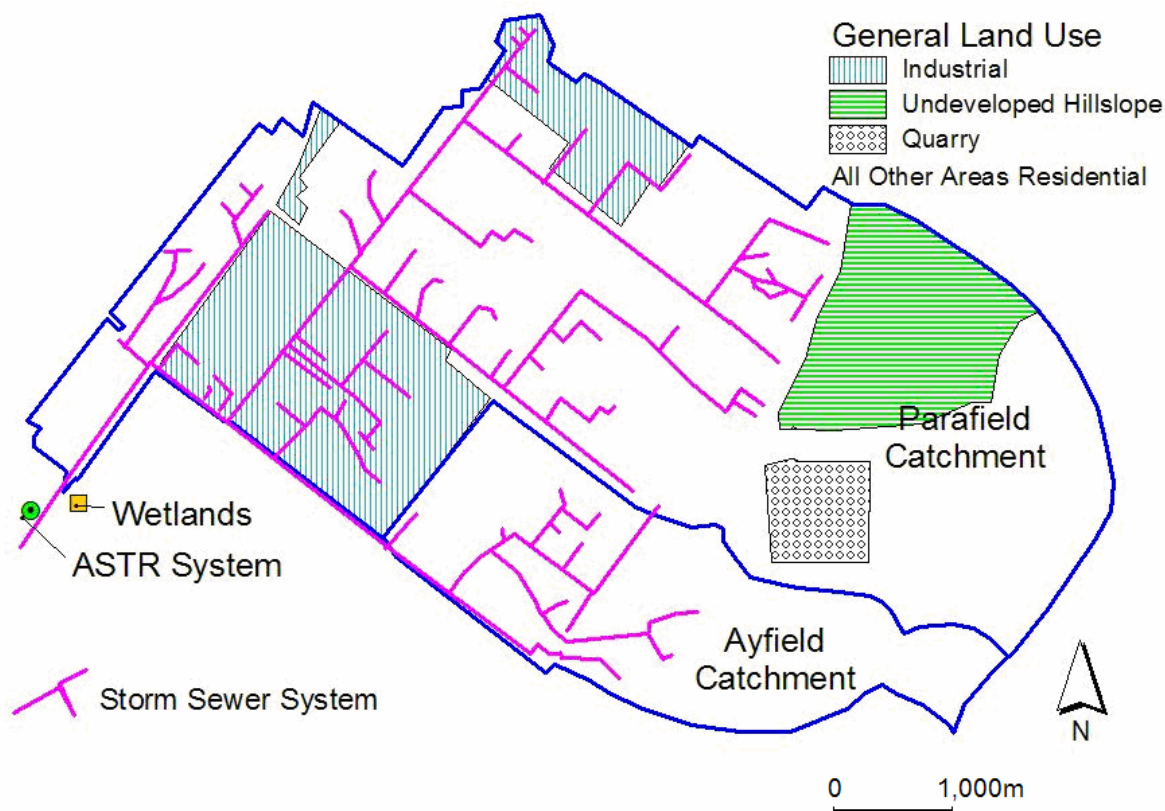 General Land Use
Industrial
Undeveloped Hillslope
Quarry
All Other Areas Residential
Parafield
Catchment
Wetlands
ASTR System
Ayfield
Catchment
Storm Sewer System
N
0 1,000m